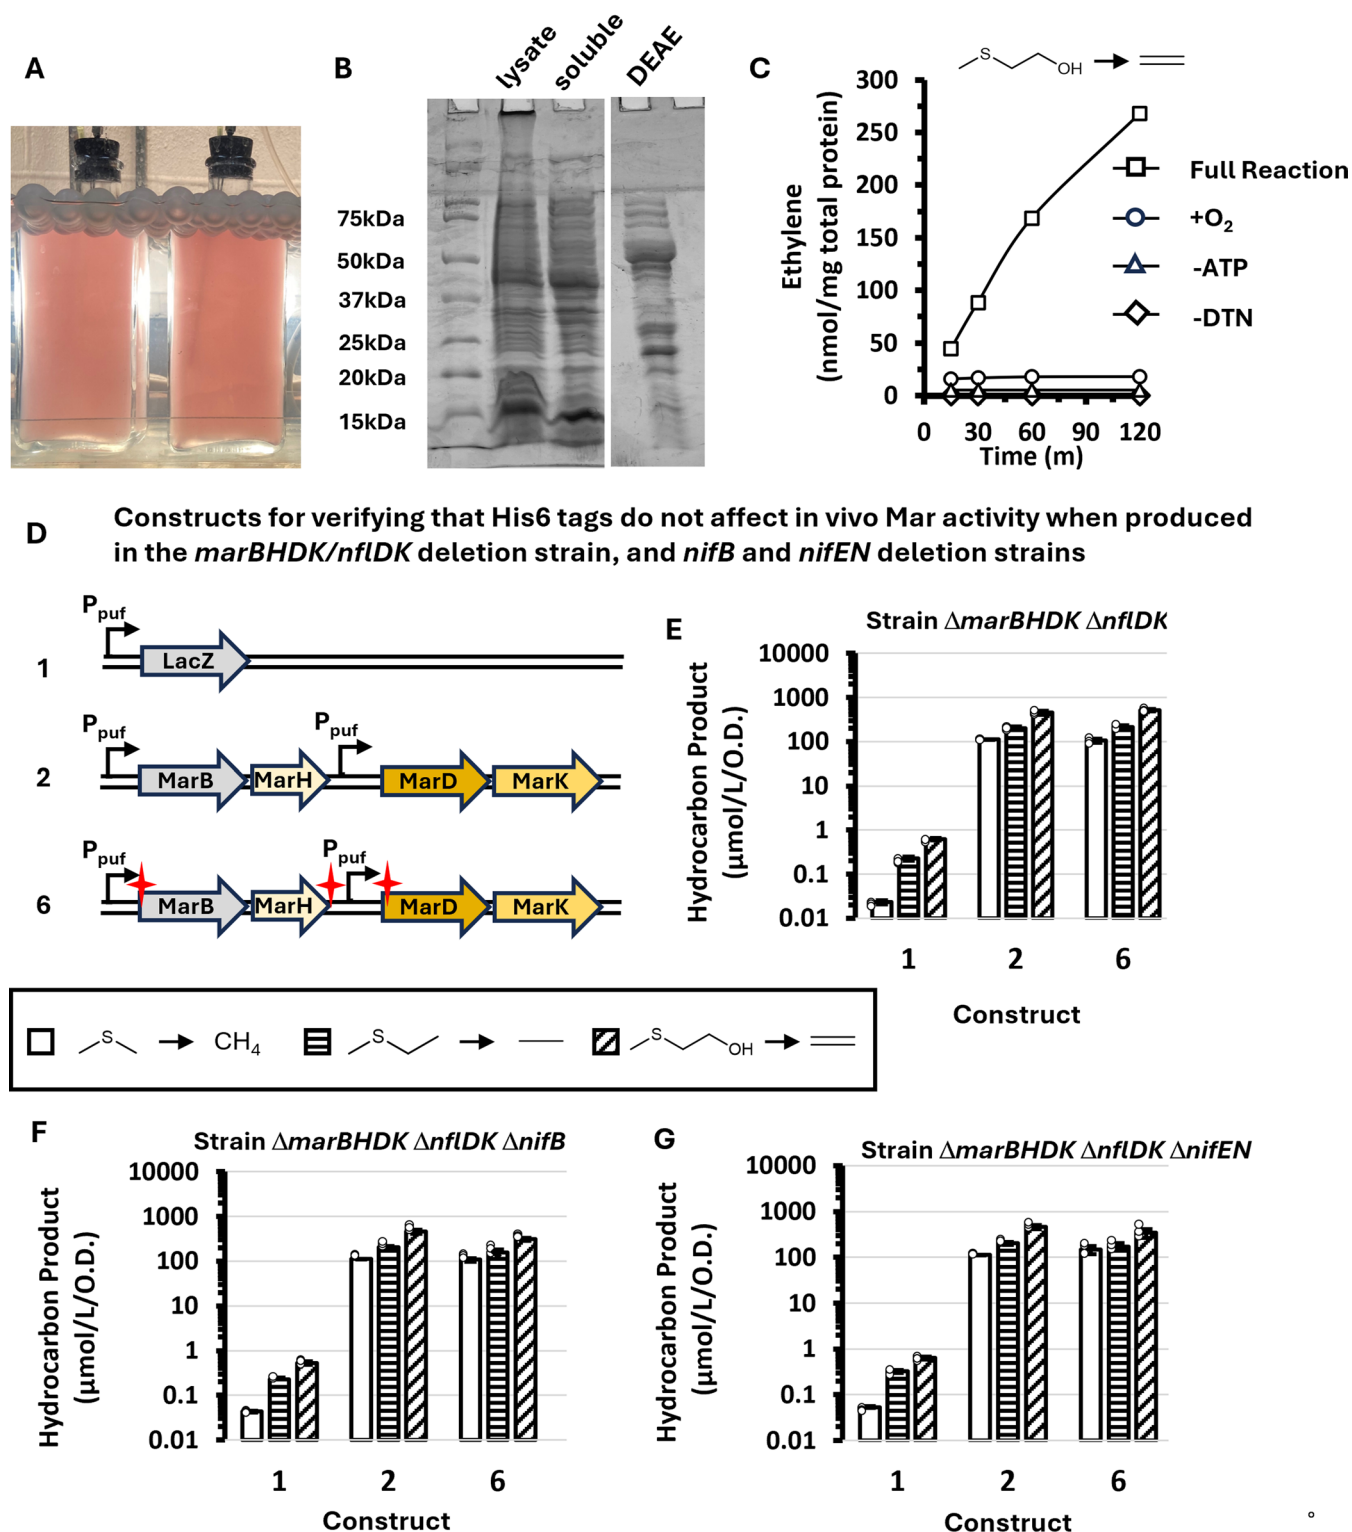 A
B
lysate
soluble
DEAE
75kDa
50kDa
37kDa
25kDa
20kDa
15kDa
C
S
OH
300
250
200
150
100
50
0
Ethylene
(nmol/mg total protein)
0 30 60 90 120
Time (m)
Full Reaction
+O₂
-ATP
-DTN
D
Constructs for verifying that His6 tags do not affect in vivo Mar activity when produced
in the marBHDK/nflDK deletion strain, and nifB and nifEN deletion strains
P puf
1
LacZ
P puf
P puf
2
MarB MarH MarD MarK
P puf
P puf
6
MarB MarH MarD MarK
E
Strain ΔmarBHDK ΔnflDK
10000
1000
100
10
1
0.1
0.01
Hydrocarbon Product
(µmol/L/O.D.)
1 2 6
Construct
S CH₄
S
S OH
F
Strain ΔmarBHDK ΔnflDK ΔnifB
10000
1000
100
10
1
0.1
0.01
Hydrocarbon Product
(µmol/L/O.D.)
1 2 6
Construct
G
Strain ΔmarBHDK ΔnflDK ΔnifEN
10000
1000
100
10
1
0.1
0.01
Hydrocarbon Product
(µmol/L/O.D.)
1 2 6
Construct